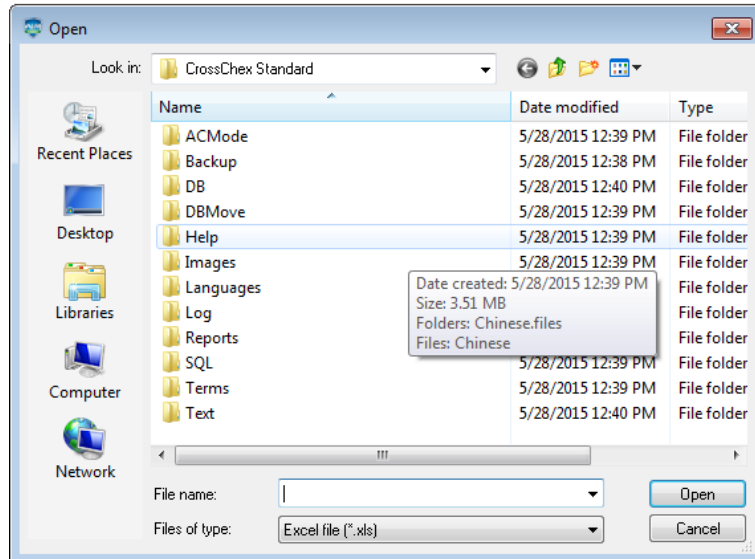 Open
Look in: CrossChex Standard
Name Date modified Type
ACMode 5/28/2015 12:39 PM File folder
Backup 5/28/2015 12:38 PM File folder
DB 5/28/2015 12:40 PM File folder
DBMove 5/28/2015 12:39 PM File folder
Help 5/28/2015 12:39 PM File folder
Images 5/28/2015 12:39 PM File folder
Languages File folder
Log File folder
Reports File folder
SQL 5/28/2015 12:39 PM File folder
Terms 5/28/2015 12:39 PM File folder
Text 5/28/2015 12:40 PM File folder
Date created: 5/28/2015 12:39 PM
Size: 3.51 MB
Folders: Chinese.files
Files: Chinese
Recent Places
Desktop
Libraries
Computer
Network
File name: Open
Files of type: Excel file (*.xls) Cancel